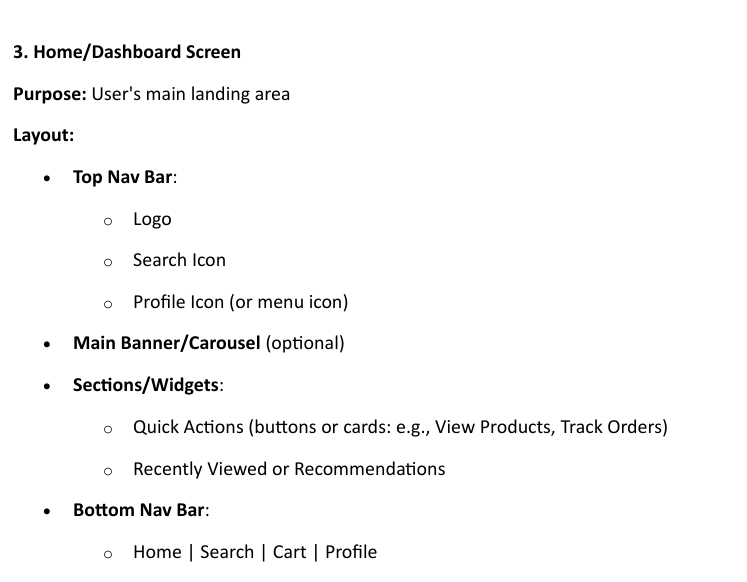 3. Home/Dashboard Screen
Purpose: User's main landing area
Layout:
• Top Nav Bar:
o Logo
o Search Icon
o Profile Icon (or menu icon)
• Main Banner/Carousel (optional)
• Sections/Widgets:
o Quick Actions (buttons or cards: e.g., View Products, Track Orders)
o Recently Viewed or Recommendations
• Bottom Nav Bar:
o Home | Search | Cart | Profile